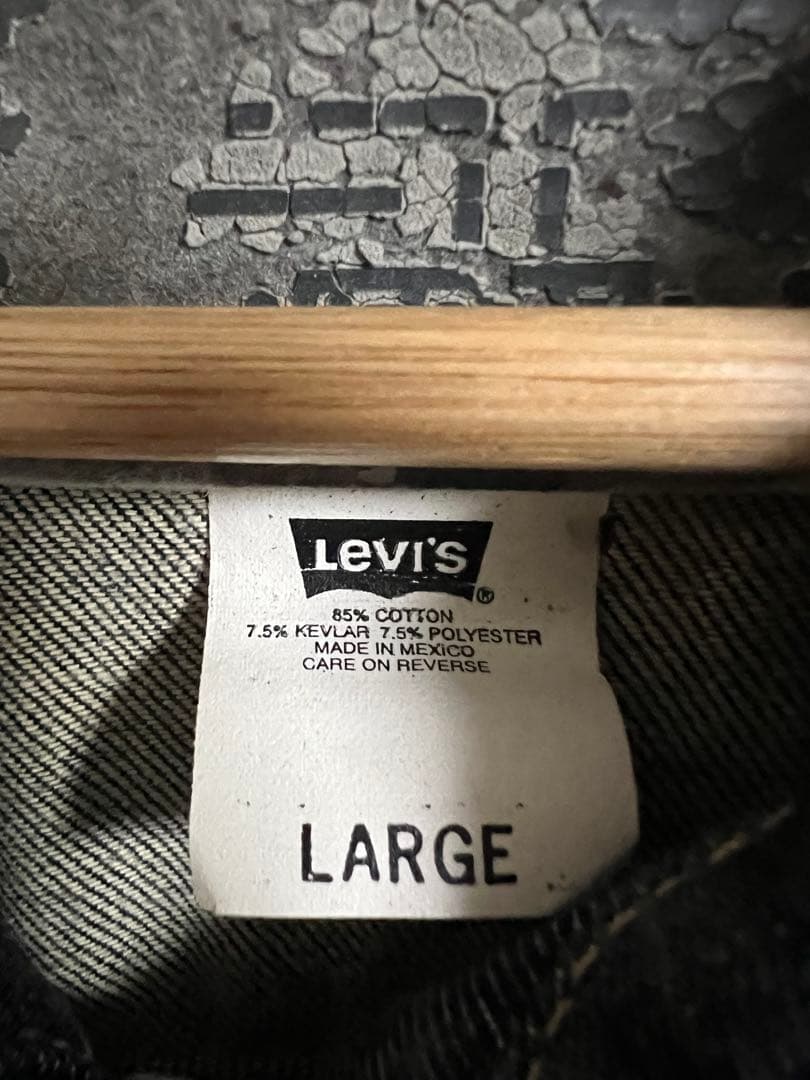 LEVI'S
®
85% COTTON
7.5% KEVLAR 7.5% POLYESTER
MADE IN MEXICO
CARE ON REVERSE
LARGE